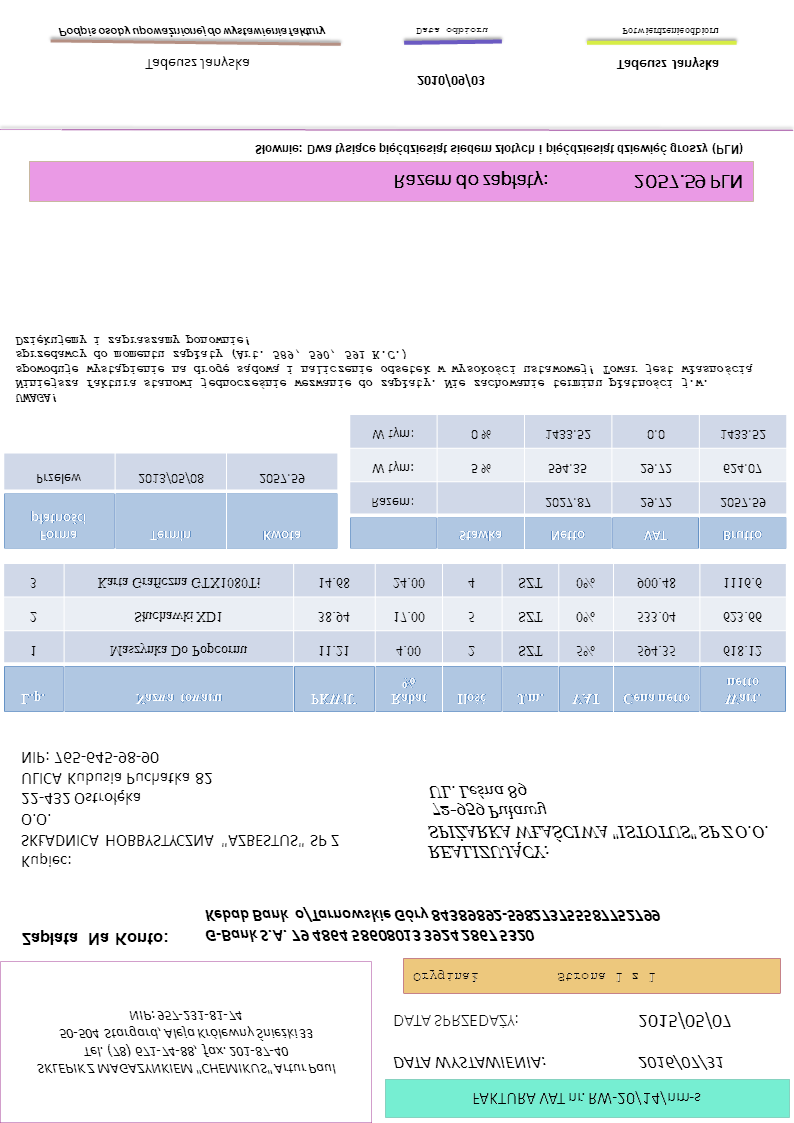 FAKTURA VAT nr. RW-20/14/nm-s
DATA WYSTAWIENIA: 2016/07/31
DATA SPRZEDAŻY: 2015/05/07
Oryginał Strona 1 z 1
SKLEPIK Z MAGAZYNKIEM "CHEMIKUS" Artur Paul
Tel. (78) 671-74-88, fax. 201-87-40
50-504 Stargard, Aleja Królewny Śnieżki 33
NIP: 957-231-81-74
Zapłata Na Konto:
G-Bank S.A. 79 4864 58608013 3924 2867 5320
Kebab Bank o/Tarnowskie Góry 84389892-598273755587752799
Kupiec:
SKŁADNICA HOBBYSTYCZNA "AZBESTUS" SP Z
O.O.
22-432 Ostrołęka
ULICA Kubusia Puchatka 82
NIP: 765-645-98-90
REALIZUJĄCY:
SPIŻARKA WŁAŚCIWA "ISTOTUS" SP Z O.O.
72-959 Puławy
UL. Leśna 89
L.p. Nazwa towaru PKWiU Rabat % Ilość J.m. VAT Cena netto Wart. netto
1 Maszynka Do Popcornu 11.21 4.00 2 SZT 5% 594.35 618.12
2 Słuchawki XD1 38.94 17.00 5 SZT 0% 533.04 623.66
3 Karta Graficzna GTX1080Ti 14.68 24.00 4 SZT 0% 900.48 1116.6
Forma płatności Termin Kwota
Przelew 2013/05/08 2057.59
Stawka Netto VAT Brutto
Razem: 2027.87 29.72 2057.59
W tym: 5 % 594.35 29.72 624.07
W tym: 0 % 1433.52 0.0 1433.52
UWAGA!
Niniejsza faktura stanowi jednocześnie wezwanie do zapłaty. Nie zachowanie terminu płatności j.w.
spowoduje wystąpienie na drogę sądową i naliczenie odsetek w wysokości ustawowej! Towar jest własnością
sprzedawcy do momentu zapłaty (Art. 589, 590, 591 K.C.)
Dziękujemy i zapraszamy ponownie!
Razem do zapłaty: 2057.59 PLN
Słownie: Dwa tysiące pięćdziesiąt siedem złotych i pięćdziesiąt dziewięć groszy (PLN)
Tadeusz Janyska
Podpis osoby upoważnionej do wystawienia faktury
2010/09/03
Data odbioru
Tadeusz Janyska
Potwierdzenie odbioru